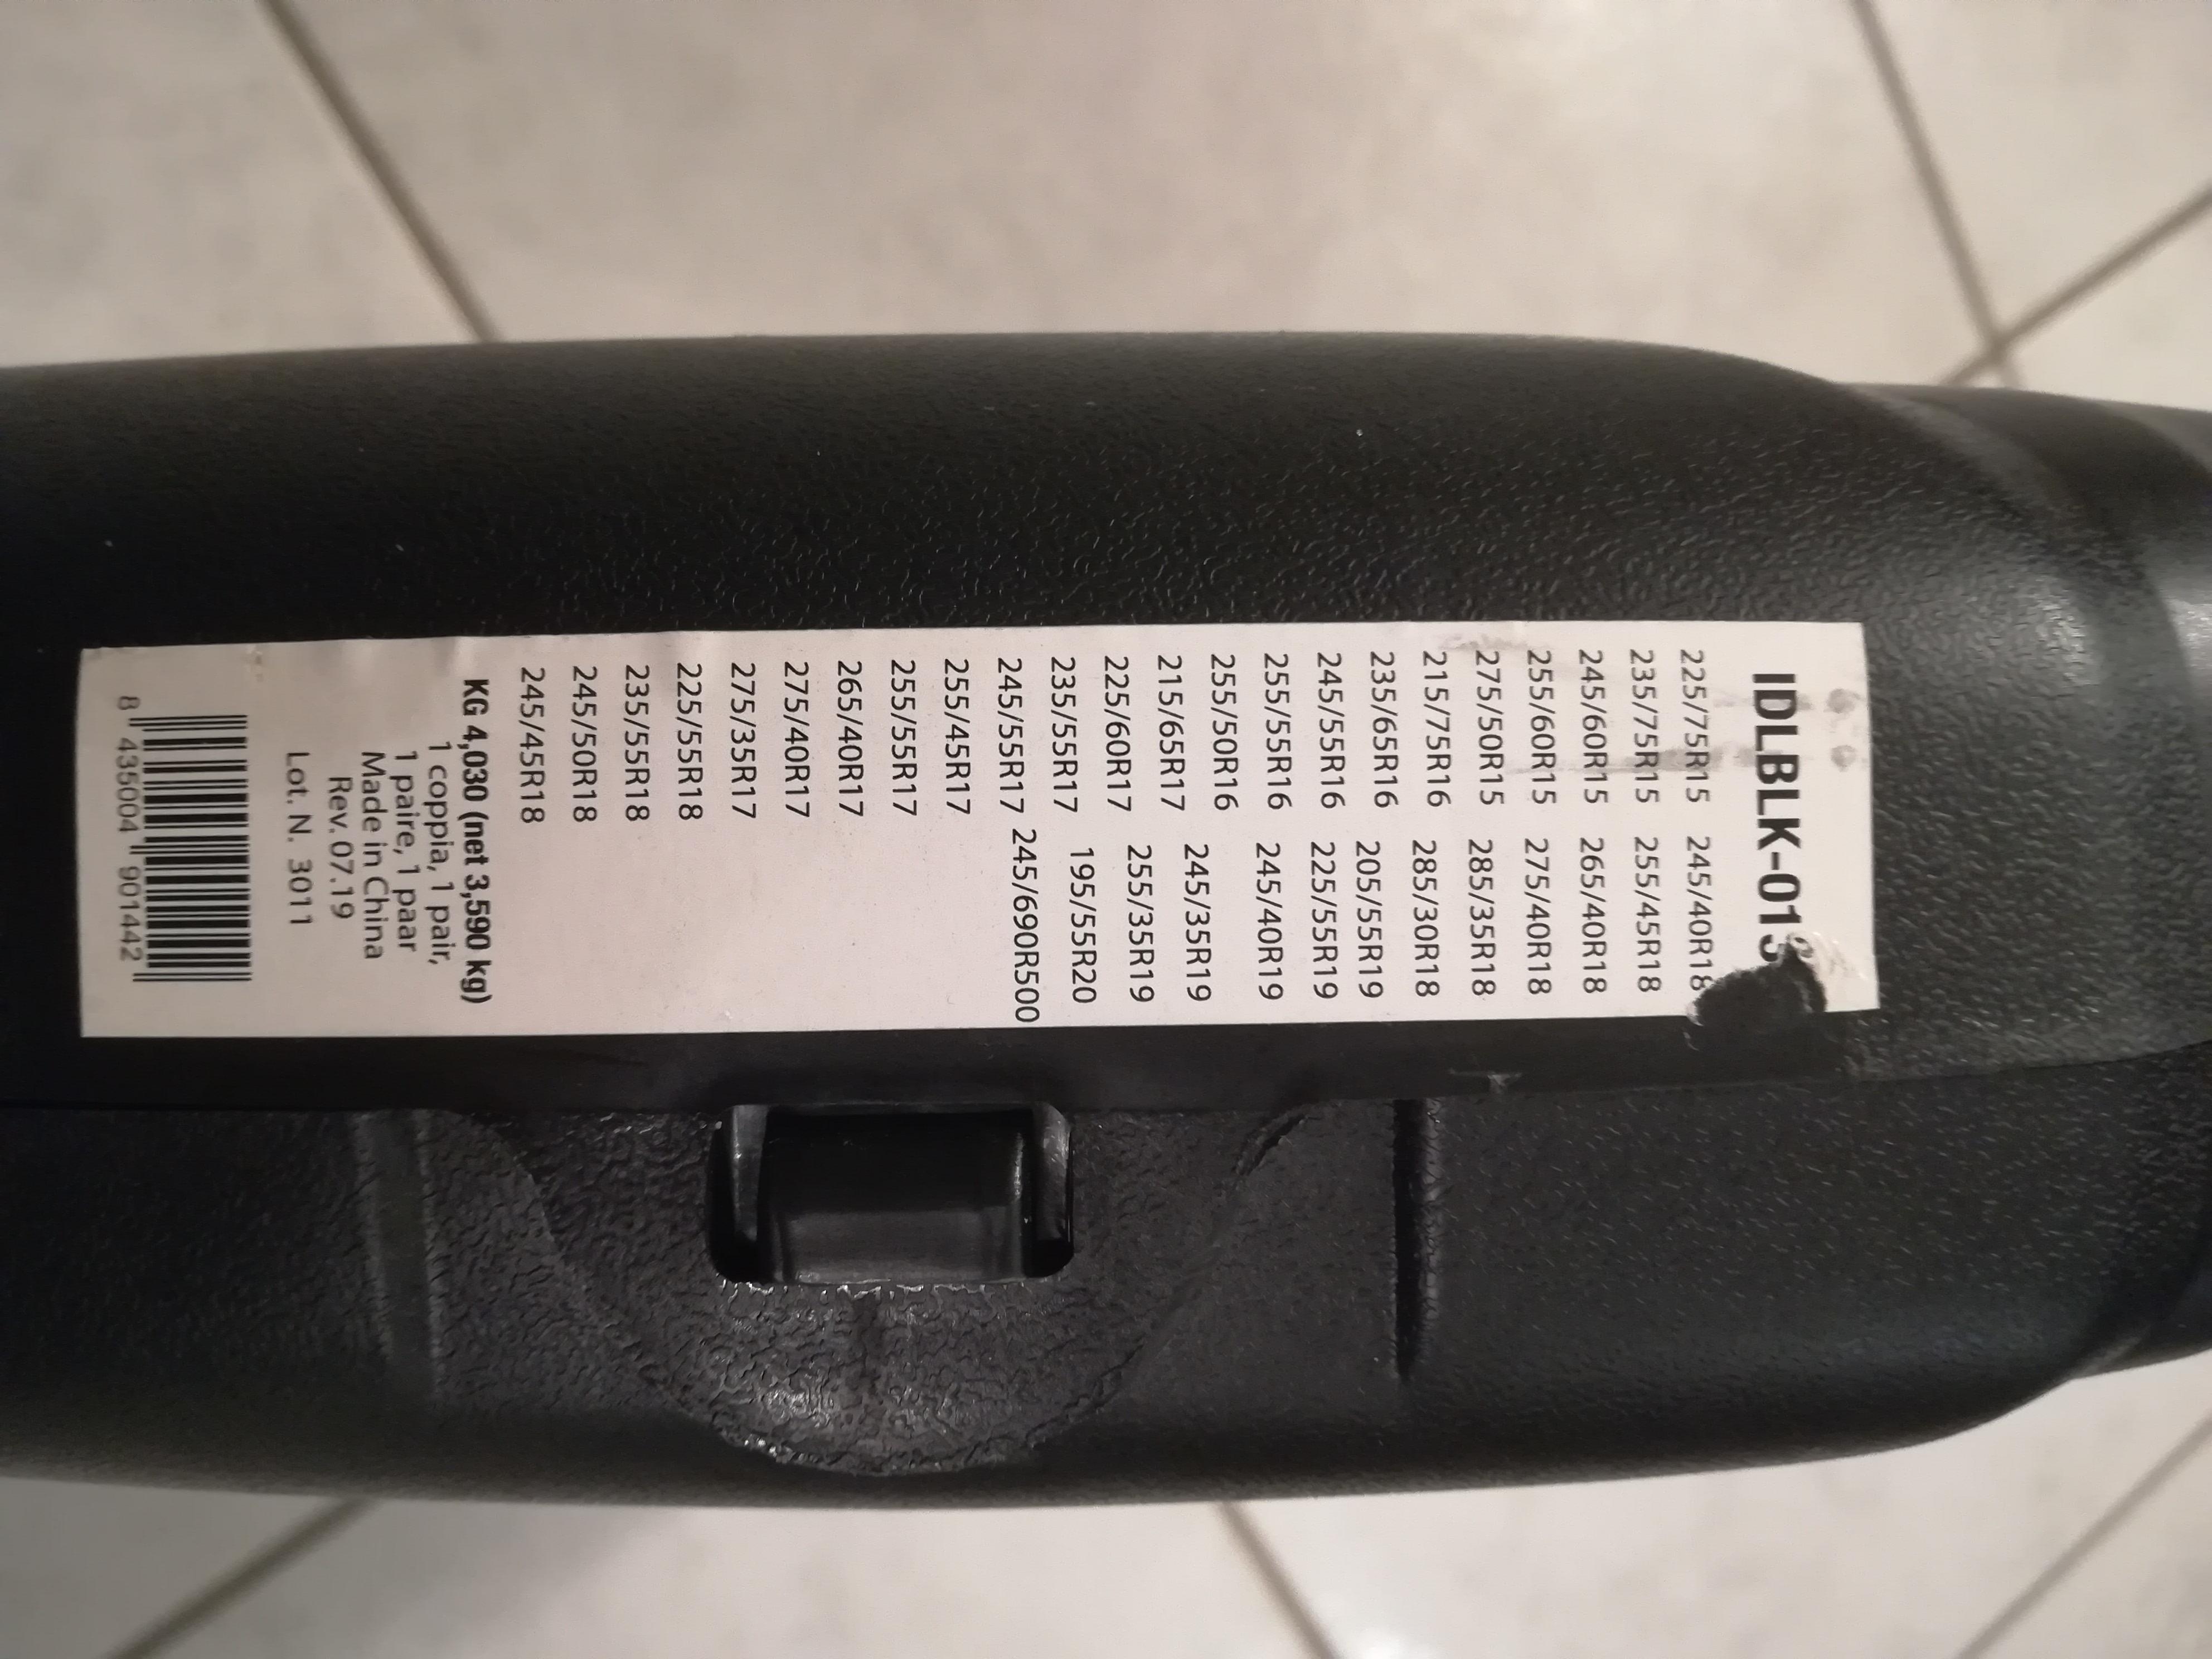 IDLBLK-013
225/75R15 245/40R18
235/75R15 255/45R18
245/60R15 265/40R18
255/60R15 275/40R18
275/50R15 285/35R18
215/75R16 285/30R18
235/65R16 205/55R19
245/55R16 225/55R19
255/55R16 245/40R19
255/50R16 245/35R19
215/65R17 255/35R19
225/60R17 195/55R20
235/55R17 245/690R500
245/55R17
255/45R17
255/55R17
265/40R17
275/40R17
275/35R17
225/55R18
235/55R18
245/50R18
245/45R18
KG 4,030 (net 3,590 kg)
1 coppia, 1 pair,
1 paire, 1 paar
Made in China
Rev. 07.19
Lot. N. 3011
8 435004 901442